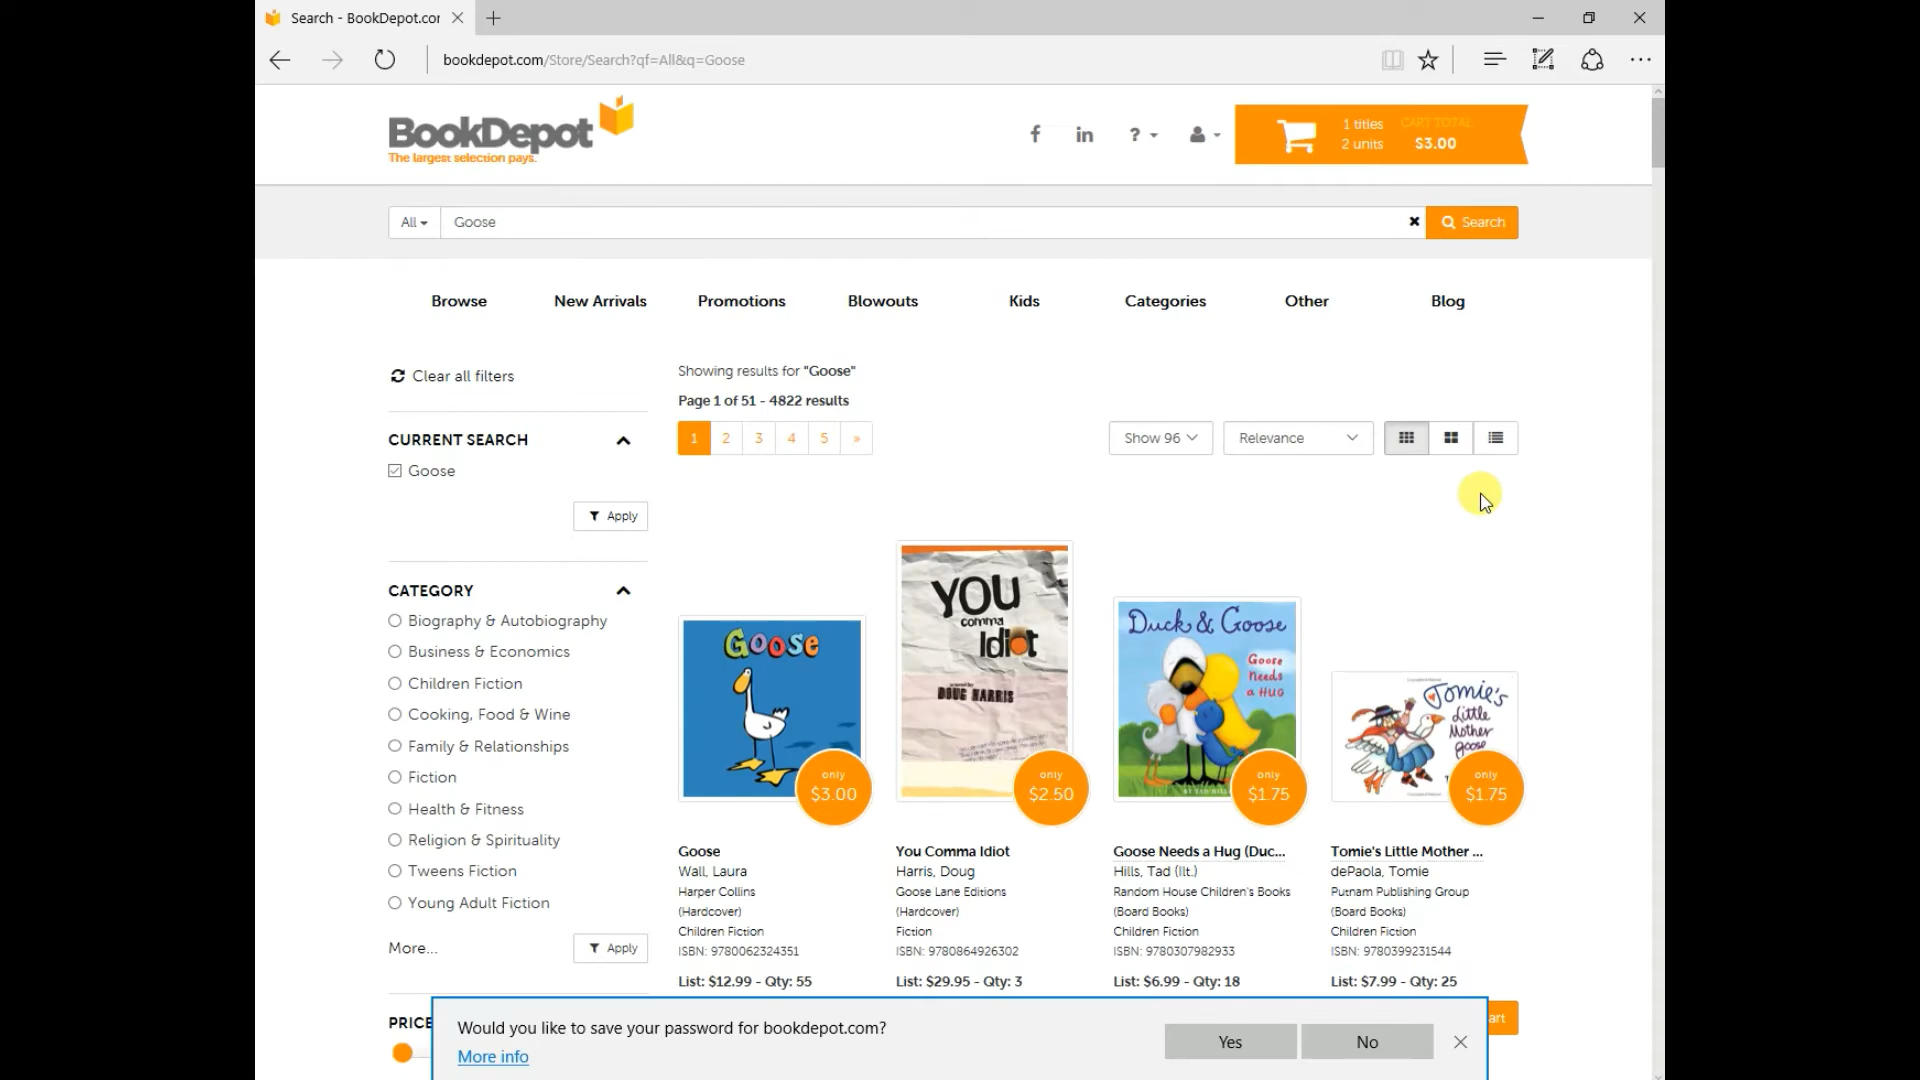 Search - BookDepot.cor
bookdepot.com/Store/Search?qf=All&q=Goose
BookDepot
The largest selection pays.
?
1 titles
2 units
CART TOTAL
$3.00
All
Goose
Search
Browse
New Arrivals
Promotions
Blowouts
Kids
Categories
Other
Blog
Clear all filters
CURRENT SEARCH
Goose
Apply
CATEGORY
Biography & Autobiography
Business & Economics
Children Fiction
Cooking, Food & Wine
Family & Relationships
Fiction
Health & Fitness
Religion & Spirituality
Tweens Fiction
Young Adult Fiction
More...
Apply
PRICE
Showing results for "Goose"
Page 1 of 51 - 4822 results
1 2 3 4 5 »
Show 96
Relevance
GOOSE
only
$3.00
Goose
Wall, Laura
Harper Collins
(Hardcover)
Children Fiction
ISBN: 9780062324351
List: $12.99 - Qty: 55
YOU
comma
Idiot
DOUG HARRIS
only
$2.50
You Comma Idiot
Harris, Doug
Goose Lane Editions
(Hardcover)
Fiction
ISBN: 9780864926302
List: $29.95 - Qty: 3
Duck & Goose
Goose
Needs
a HUG
only
$1.75
Goose Needs a Hug (Duc...
Hills, Tad (Ilt.)
Random House Children's Books
(Board Books)
Children Fiction
ISBN: 9780307982933
List: $6.99 - Qty: 18
Tomie's
Little
Mother
Goose
only
$1.75
Tomie's Little Mother ...
dePaola, Tomie
Putnam Publishing Group
(Board Books)
Children Fiction
ISBN: 9780399231544
List: $7.99 - Qty: 25
art
Would you like to save your password for bookdepot.com?
More info
Yes
No